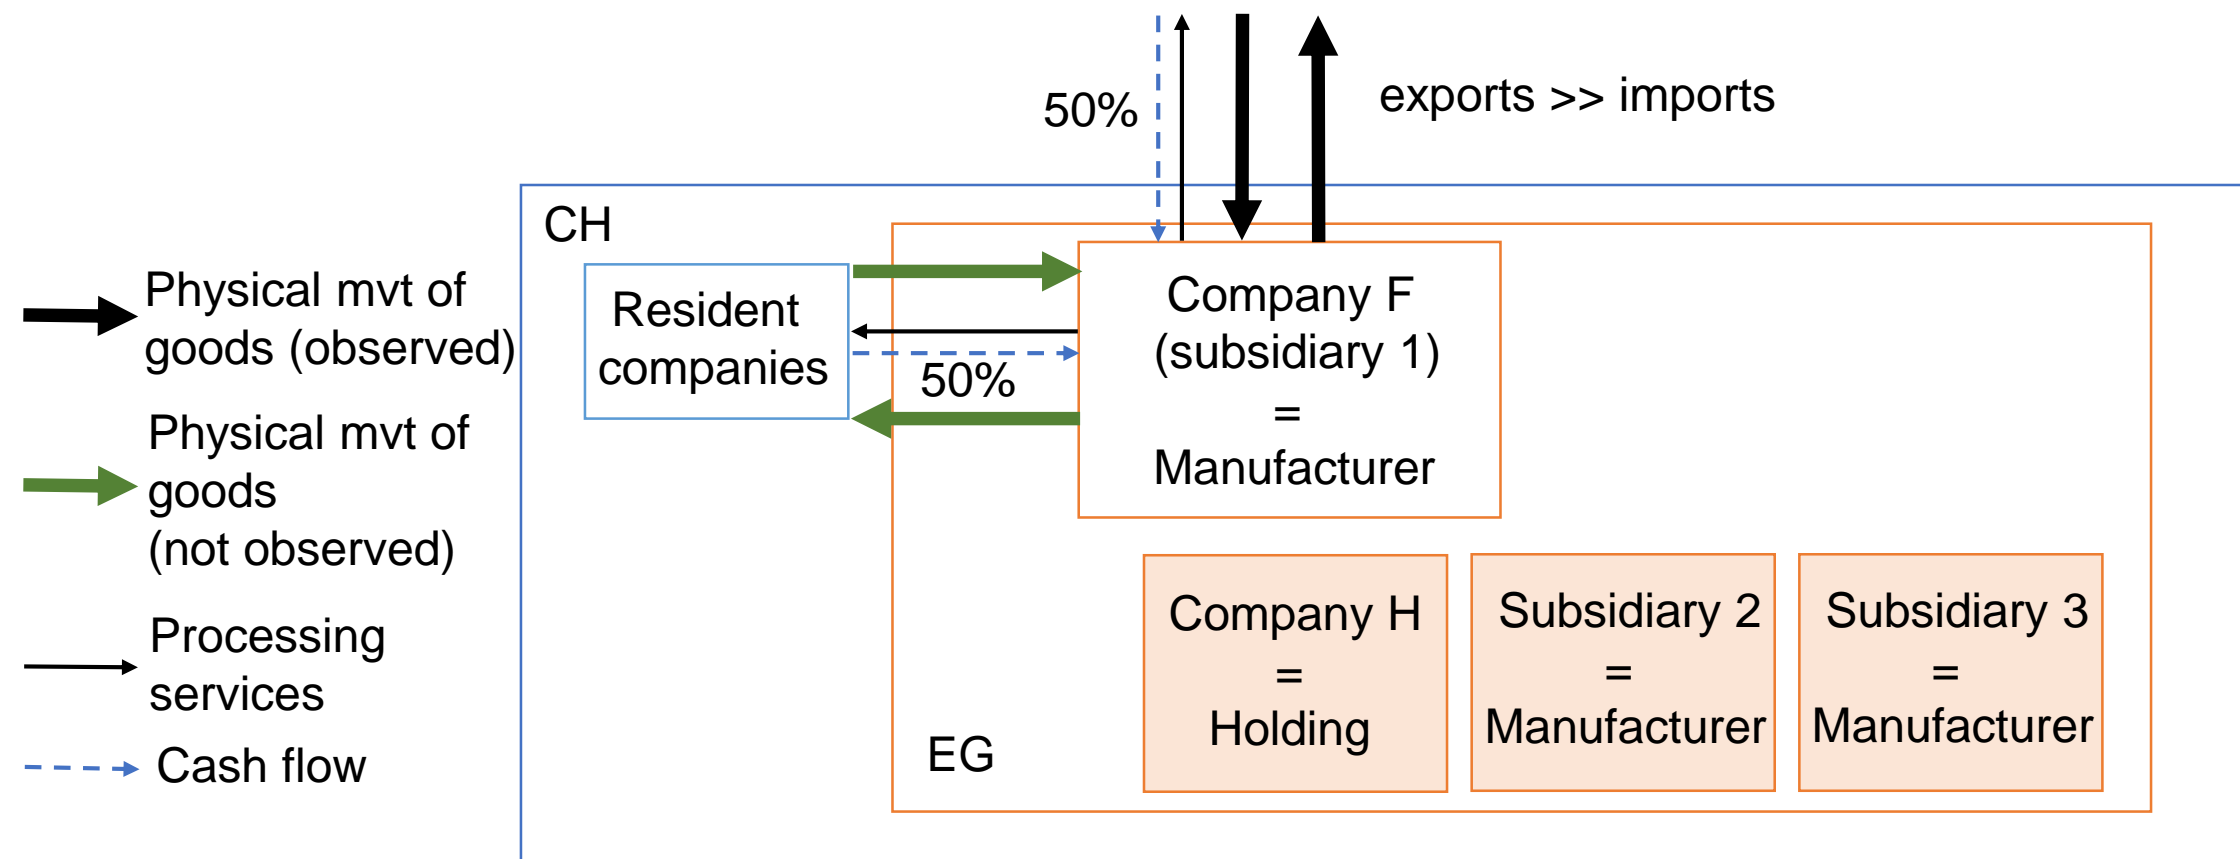 50%
exports >> imports
CH
Physical mvt of
goods (observed)
Physical mvt of
goods
(not observed)
Processing
services
Cash flow
Resident
companies
50%
Company F
(subsidiary 1)
=
Manufacturer
EG
Company H
=
Holding
Subsidiary 2
=
Manufacturer
Subsidiary 3
=
Manufacturer